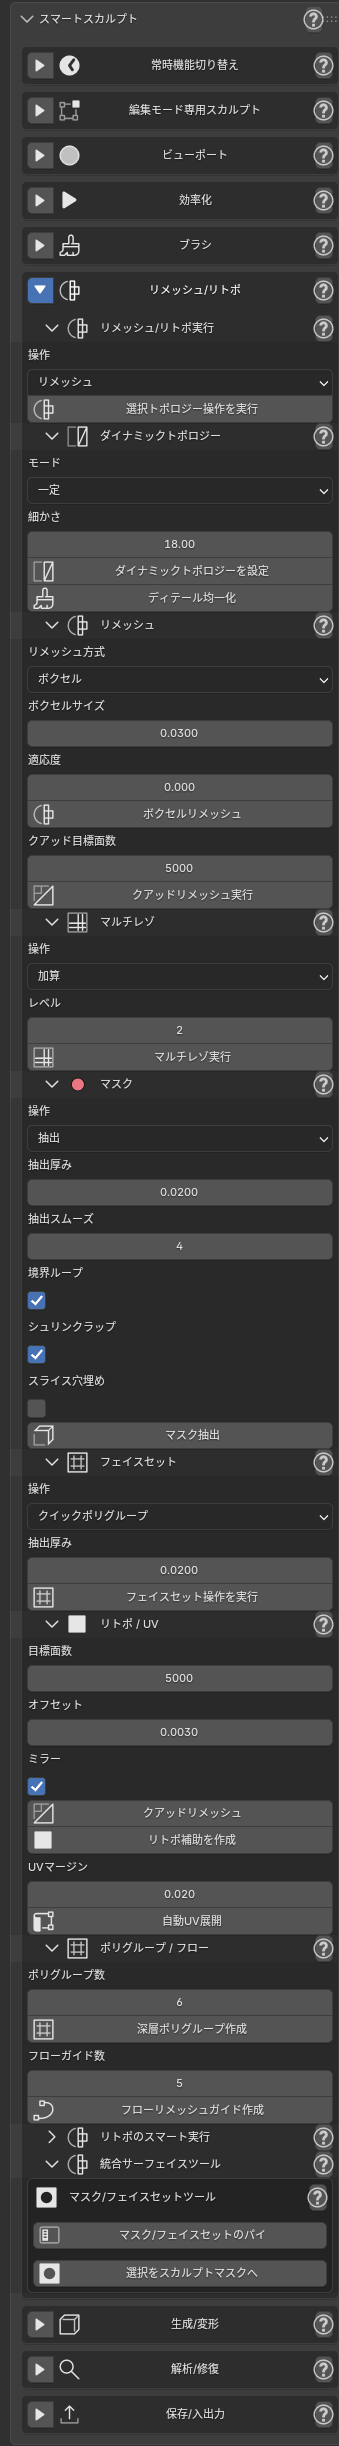 スマートスカルプト
常時機能切り替え
編集モード専用スカルプト
ビューポート
効率化
ブラシ
リメッシュ/リトポ
リメッシュ/リトポ実行
操作
リメッシュ
選択トポロジー操作を実行
ダイナミックトポロジー
モード
一定
細かさ
18.00
ダイナミックトポロジーを設定
ディテール均一化
リメッシュ
リメッシュ方式
ボクセル
ボクセルサイズ
0.0300
適応度
0.000
ボクセルリメッシュ
クアッド目標面数
5000
クアッドリメッシュ実行
マルチレゾ
操作
加算
レベル
2
マルチレゾ実行
マスク
操作
抽出
抽出厚み
0.0200
抽出スムーズ
4
境界ループ
シュリンクラップ
スライス穴埋め
マスク抽出
フェイスセット
操作
クイックポリグループ
抽出厚み
0.0200
フェイスセット操作を実行
リトポ / UV
目標面数
5000
オフセット
0.0030
ミラー
クアッドリメッシュ
リトポ補助を作成
UVマージン
0.020
自動UV展開
ポリグループ / フロー
ポリグループ数
6
深層ポリグループ作成
フローガイド数
5
フローリメッシュガイド作成
リトポのスマート実行
統合サーフェイスツール
マスク/フェイスセットツール
マスク/フェイスセットのパイ
選択をスカルプトマスクへ
生成/変形
解析/修復
保存/入出力